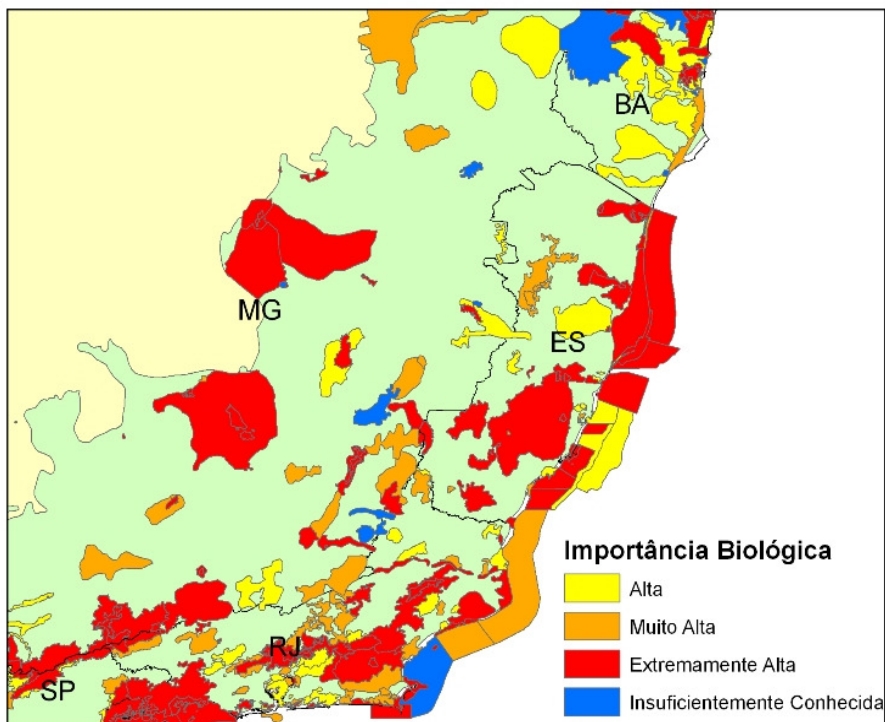 BA
MG
ES
RJ
SP
Importância Biológica
Alta
Muito Alta
Extremamente Alta
Insuficientemente Conhecida